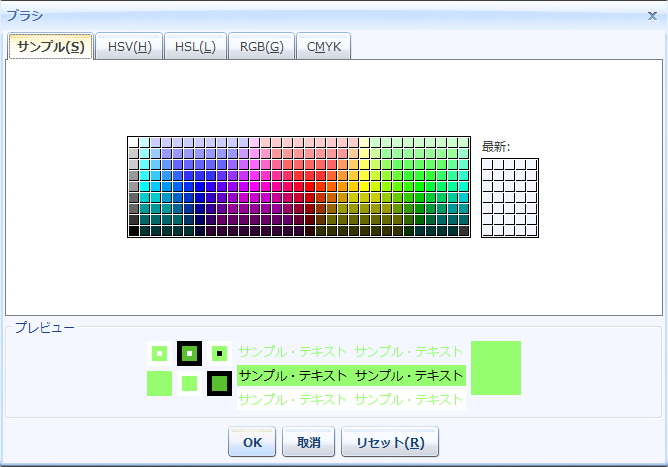 ブラシ
サンプル(S) HSV(H) HSL(L) RGB(G) CMYK
最新:
プレビュー
サンプル・テキスト サンプル・テキスト
サンプル・テキスト サンプル・テキスト
サンプル・テキスト サンプル・テキスト
OK 取消 リセット(R)